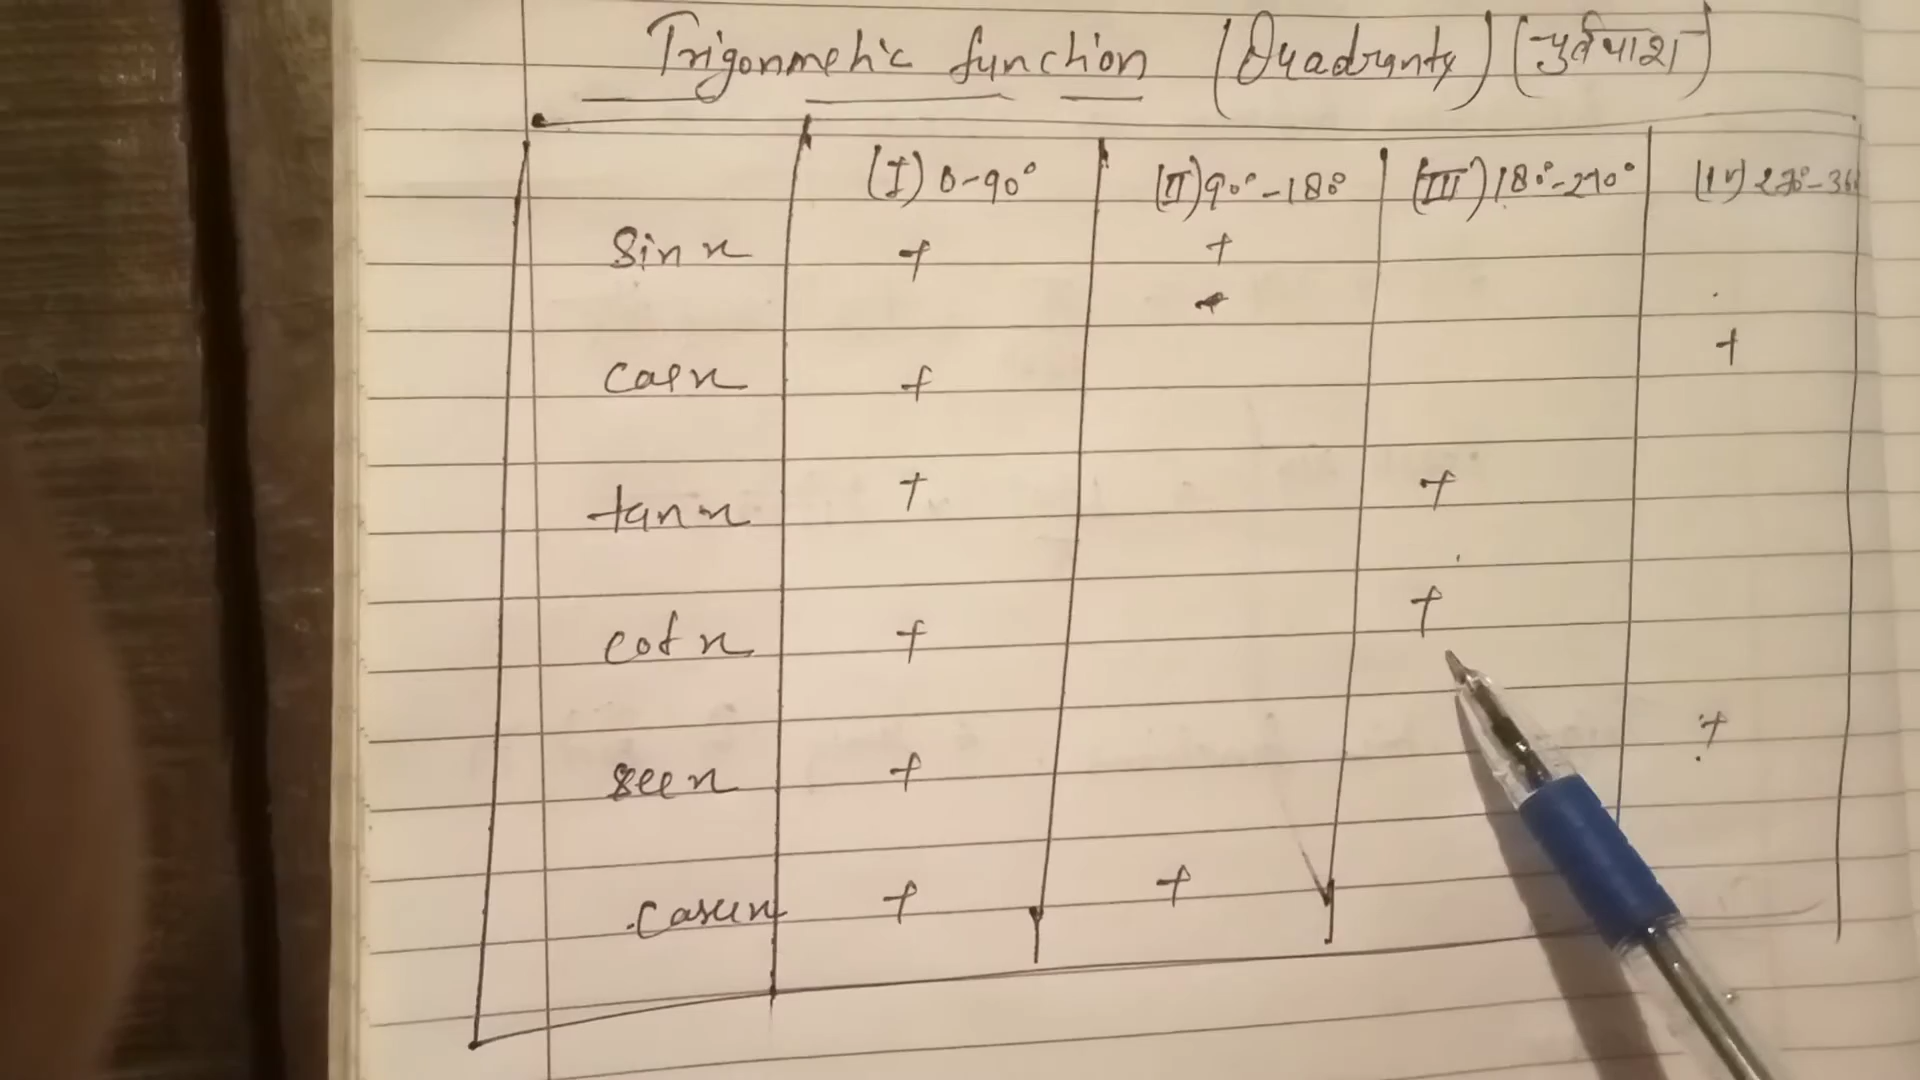 Trigonmetric function (Quadrants) (चुर्तथाश)
(I) 0-90° (II) 90°-180° (III) 180°-270° (IV) 270°-36
Sin x + +
cos x + +
tan x + +
cot x + +
sec x + +
cosec x + +